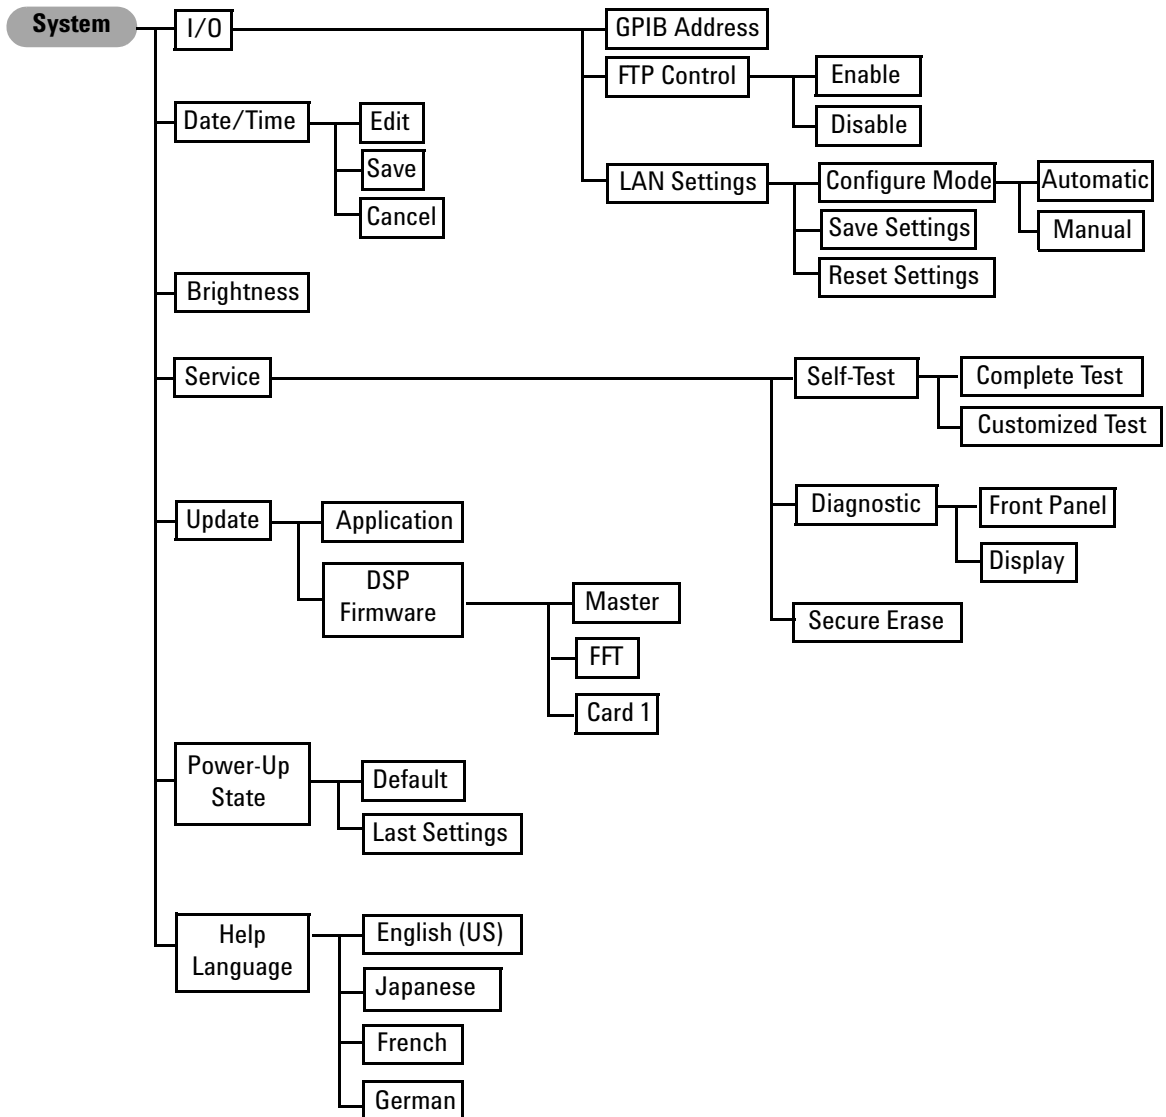 System
I/O
GPIB Address
FTP Control
Enable
Disable
LAN Settings
Configure Mode
Automatic
Manual
Save Settings
Reset Settings
Date/Time
Edit
Save
Cancel
Brightness
Service
Self-Test
Complete Test
Customized Test
Diagnostic
Front Panel
Display
Secure Erase
Update
Application
DSP
Firmware
Master
FFT
Card 1
Power-Up
State
Default
Last Settings
Help
Language
English (US)
Japanese
French
German